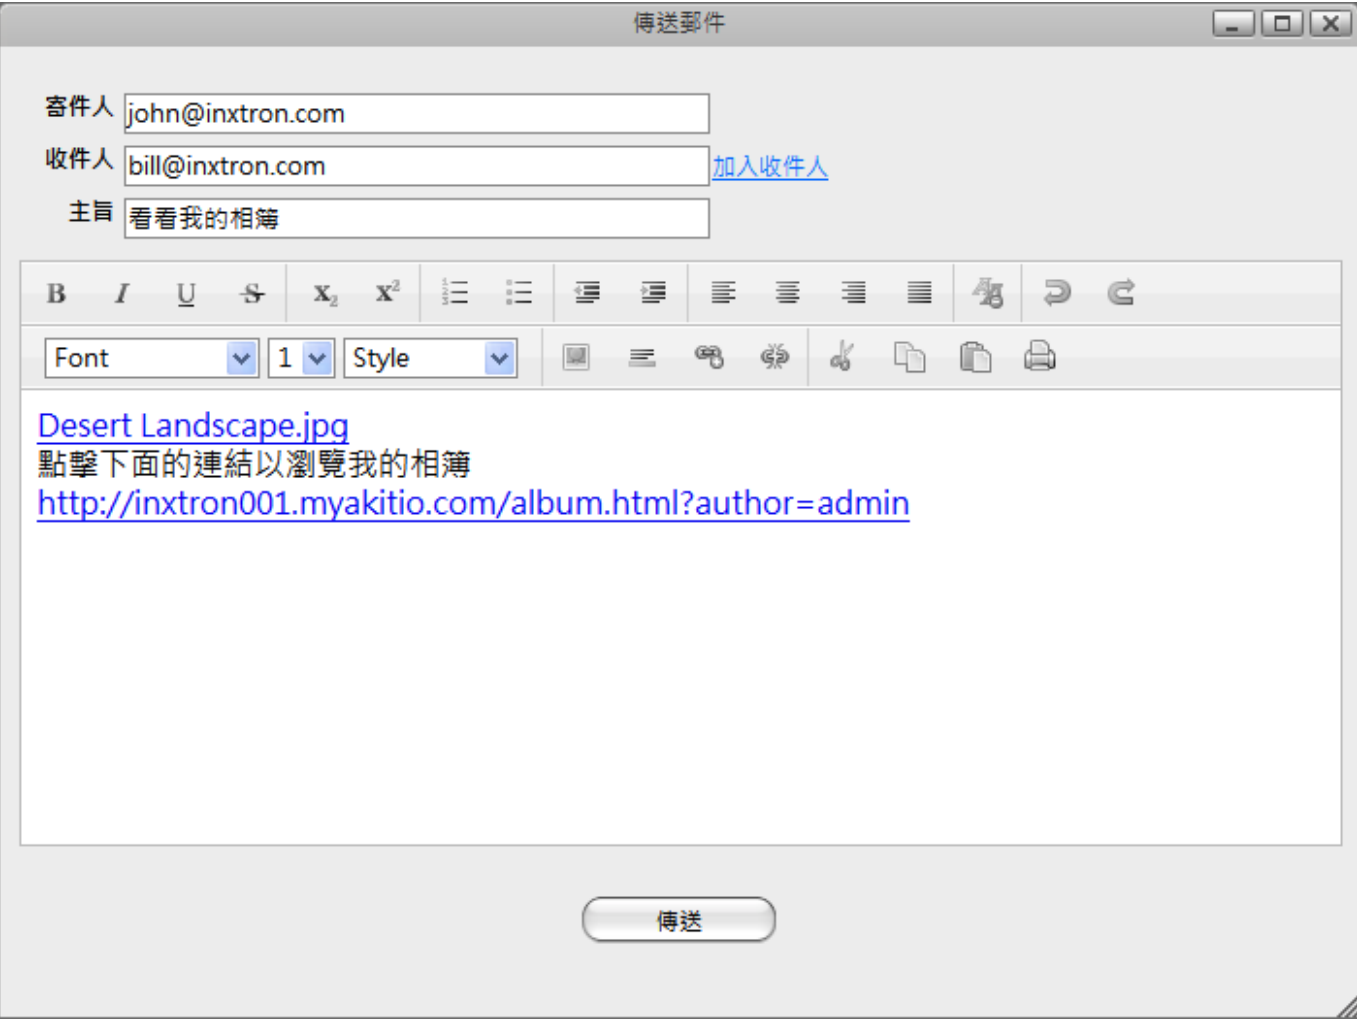 傳送郵件
寄件人 john@inxtron.com
收件人 bill@inxtron.com 加入收件人
主旨 看看我的相簿
B I U S X₂ X²
Font 1 Style
Desert Landscape.jpg
點擊下面的連結以瀏覽我的相簿
http://inxtron001.myakitio.com/album.html?author=admin
傳送